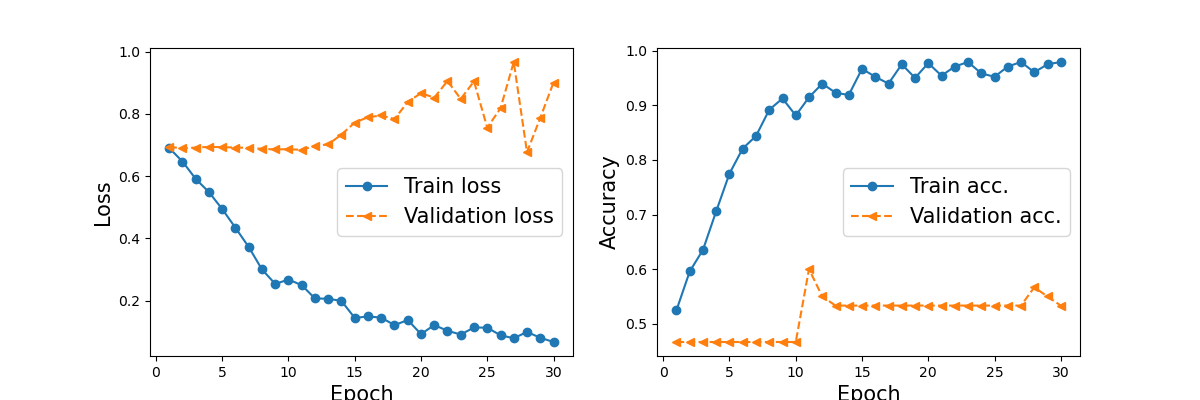 1.0
0.8
0.6
0.4
0.2
Loss
Train loss
Validation loss
0 5 10 15 20 25 30
Epoch
1.0
0.9
0.8
0.7
0.6
0.5
Accuracy
Train acc.
Validation acc.
0 5 10 15 20 25 30
Epoch